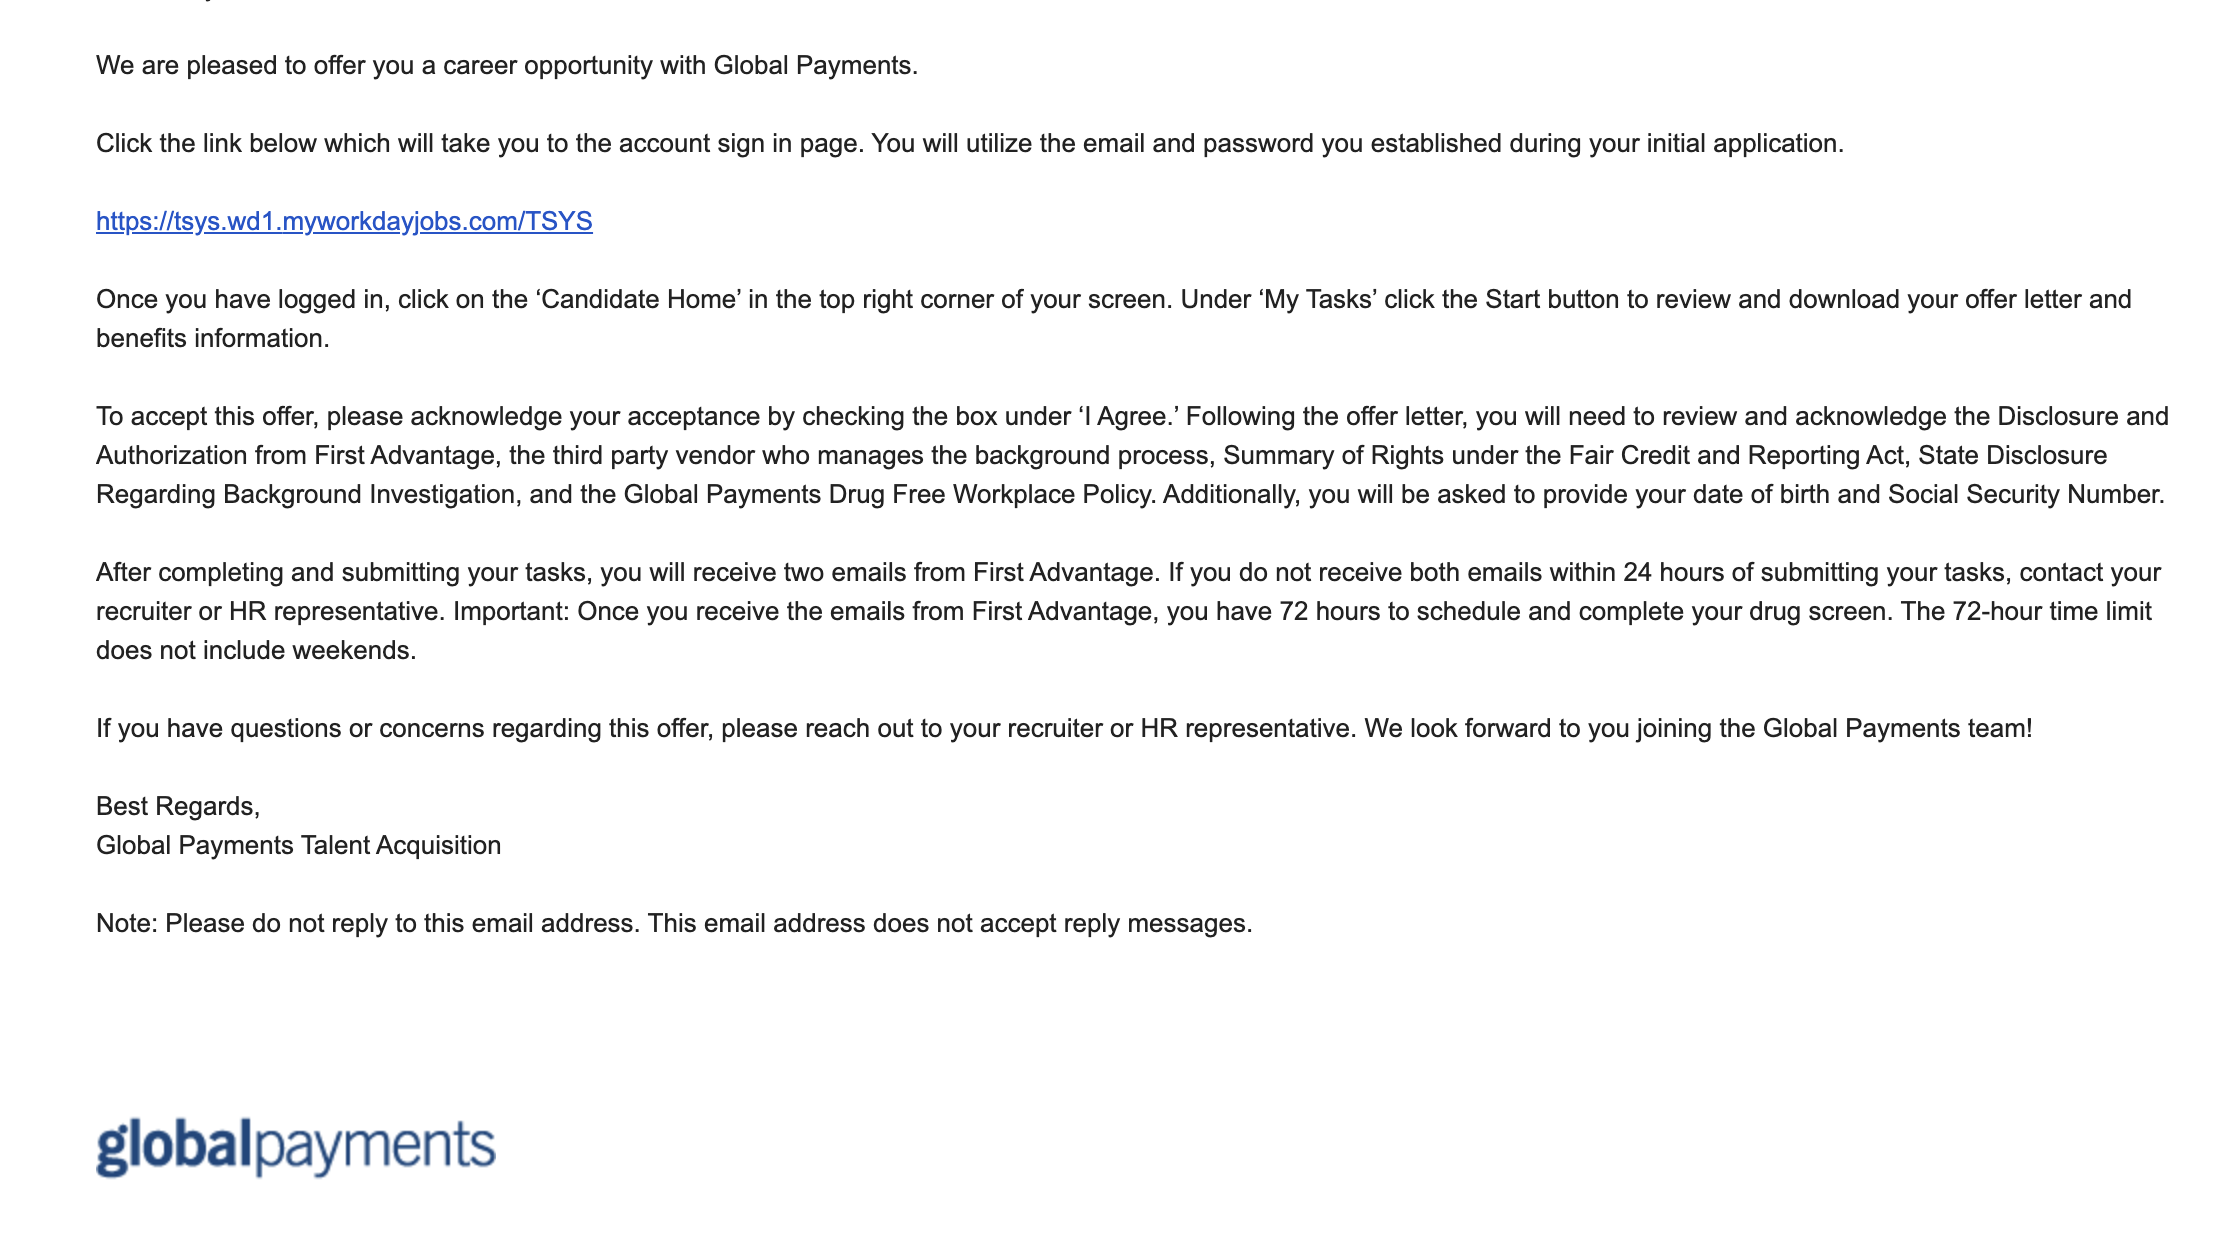 We are pleased to offer you a career opportunity with Global Payments.
Click the link below which will take you to the account sign in page. You will utilize the email and password you established during your initial application.
https://tsys.wd1.myworkdayjobs.com/TSYS
Once you have logged in, click on the ‘Candidate Home’ in the top right corner of your screen. Under ‘My Tasks’ click the Start button to review and download your offer letter and
benefits information.
To accept this offer, please acknowledge your acceptance by checking the box under ‘I Agree.’ Following the offer letter, you will need to review and acknowledge the Disclosure and
Authorization from First Advantage, the third party vendor who manages the background process, Summary of Rights under the Fair Credit and Reporting Act, State Disclosure
Regarding Background Investigation, and the Global Payments Drug Free Workplace Policy. Additionally, you will be asked to provide your date of birth and Social Security Number.
After completing and submitting your tasks, you will receive two emails from First Advantage. If you do not receive both emails within 24 hours of submitting your tasks, contact your
recruiter or HR representative. Important: Once you receive the emails from First Advantage, you have 72 hours to schedule and complete your drug screen. The 72-hour time limit
does not include weekends.
If you have questions or concerns regarding this offer, please reach out to your recruiter or HR representative. We look forward to you joining the Global Payments team!
Best Regards,
Global Payments Talent Acquisition
Note: Please do not reply to this email address. This email address does not accept reply messages.
globalpayments